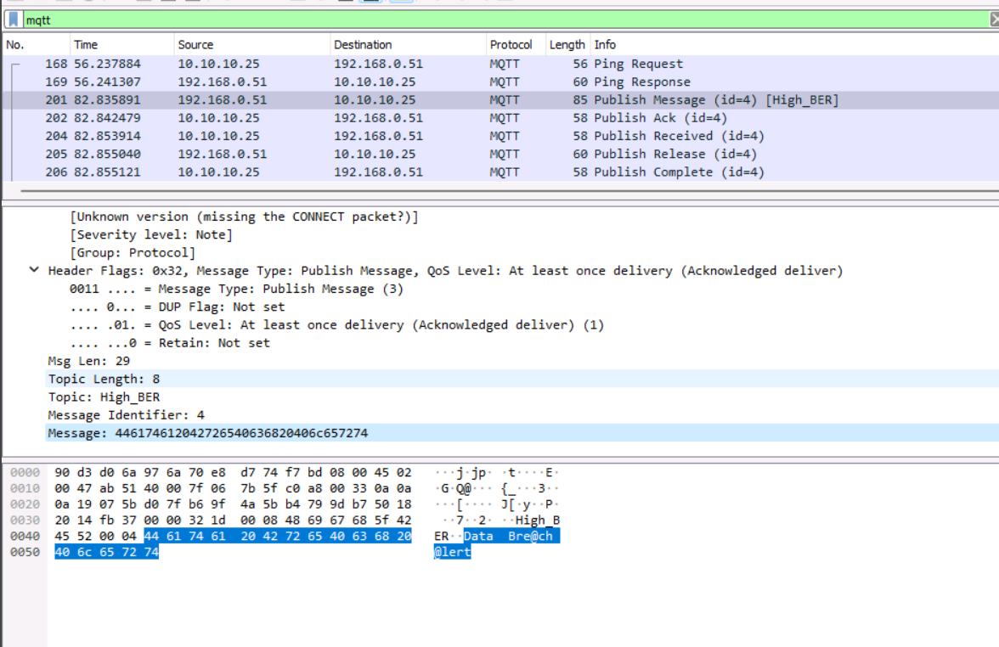 mqtt
No. Time Source Destination Protocol Length Info
168 56.237884 10.10.10.25 192.168.0.51 MQTT 56 Ping Request
169 56.241307 192.168.0.51 10.10.10.25 MQTT 60 Ping Response
201 82.835891 192.168.0.51 10.10.10.25 MQTT 85 Publish Message (id=4) [High_BER]
202 82.842479 10.10.10.25 192.168.0.51 MQTT 58 Publish Ack (id=4)
204 82.853914 10.10.10.25 192.168.0.51 MQTT 58 Publish Received (id=4)
205 82.855040 192.168.0.51 10.10.10.25 MQTT 60 Publish Release (id=4)
206 82.855121 10.10.10.25 192.168.0.51 MQTT 58 Publish Complete (id=4)
[Unknown version (missing the CONNECT packet?)]
[Severity level: Note]
[Group: Protocol]
Header Flags: 0x32, Message Type: Publish Message, QoS Level: At least once delivery (Acknowledged deliver)
0011 .... = Message Type: Publish Message (3)
.... 0... = DUP Flag: Not set
.... .01. = QoS Level: At least once delivery (Acknowledged deliver) (1)
.... ...0 = Retain: Not set
Msg Len: 29
Topic Length: 8
Topic: High_BER
Message Identifier: 4
Message: 446174612042726540636820406c657274
0000 90 d3 d0 6a 97 6a 70 e8 d7 74 f7 bd 08 00 45 02 ···j·jp· ·t····E·
0010 00 47 ab 51 40 00 7f 06 7b 5f c0 a8 00 33 0a 0a ·G·Q@··· {_···3··
0020 0a 19 07 5b d0 7f b6 9f 4a 5b b4 79 9d b7 50 18 ···[···· J[·y··P·
0030 20 14 fb 37 00 00 32 1d 00 08 48 69 67 68 5f 42 ··7··2· ··High_B
0040 45 52 00 04 44 61 74 61 20 42 72 65 40 63 68 20 ER··Data Bre@ch
0050 40 6c 65 72 74 @lert